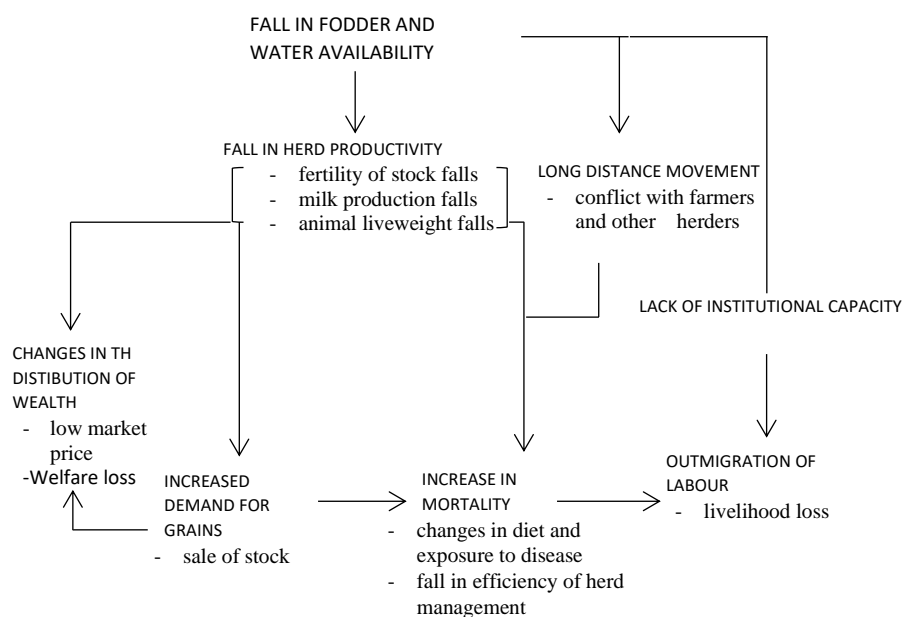 FALL IN FODDER AND
WATER AVAILABILITY
FALL IN HERD PRODUCTIVITY
- fertility of stock falls
- milk production falls
- animal liveweight falls
LONG DISTANCE MOVEMENT
- conflict with farmers
and other herders
LACK OF INSTITUTIONAL CAPACITY
CHANGES IN TH
DISTIBUTION OF
WEALTH
- low market
price
-Welfare loss
INCREASED
DEMAND FOR
GRAINS
- sale of stock
INCREASE IN
MORTALITY
- changes in diet and
exposure to disease
- fall in efficiency of herd
management
OUTMIGRATION OF
LABOUR
- livelihood loss